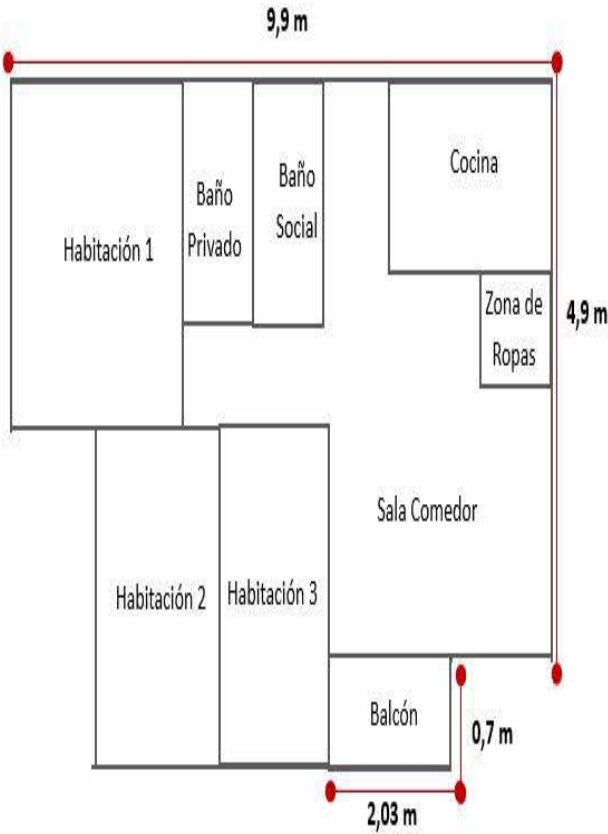 9,9 m
Cocina
Baño
Social
Baño
Privado
Habitación 1
Zona de
Ropas
4,9 m
Sala Comedor
Habitación 2
Habitación 3
Balcón
0,7 m
2,03 m